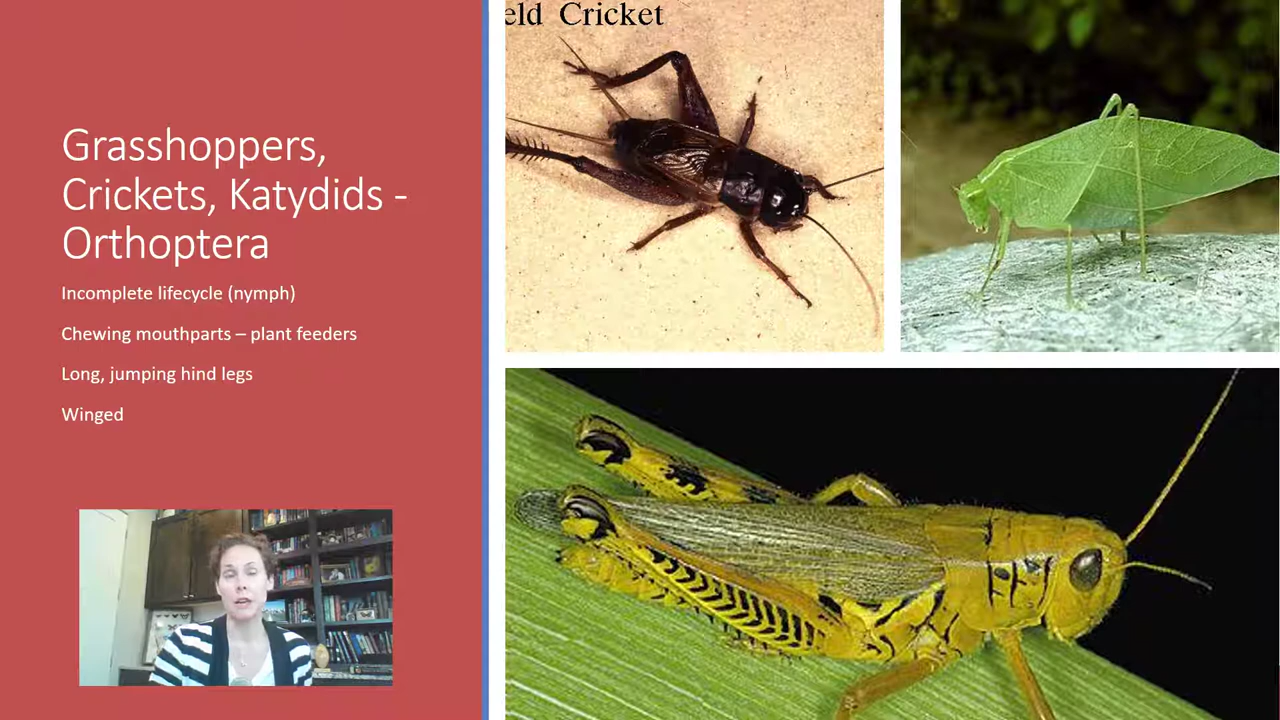 Grasshoppers,
Crickets, Katydids -
Orthoptera
Incomplete lifecycle (nymph)
Chewing mouthparts – plant feeders
Long, jumping hind legs
Winged
eld Cricket